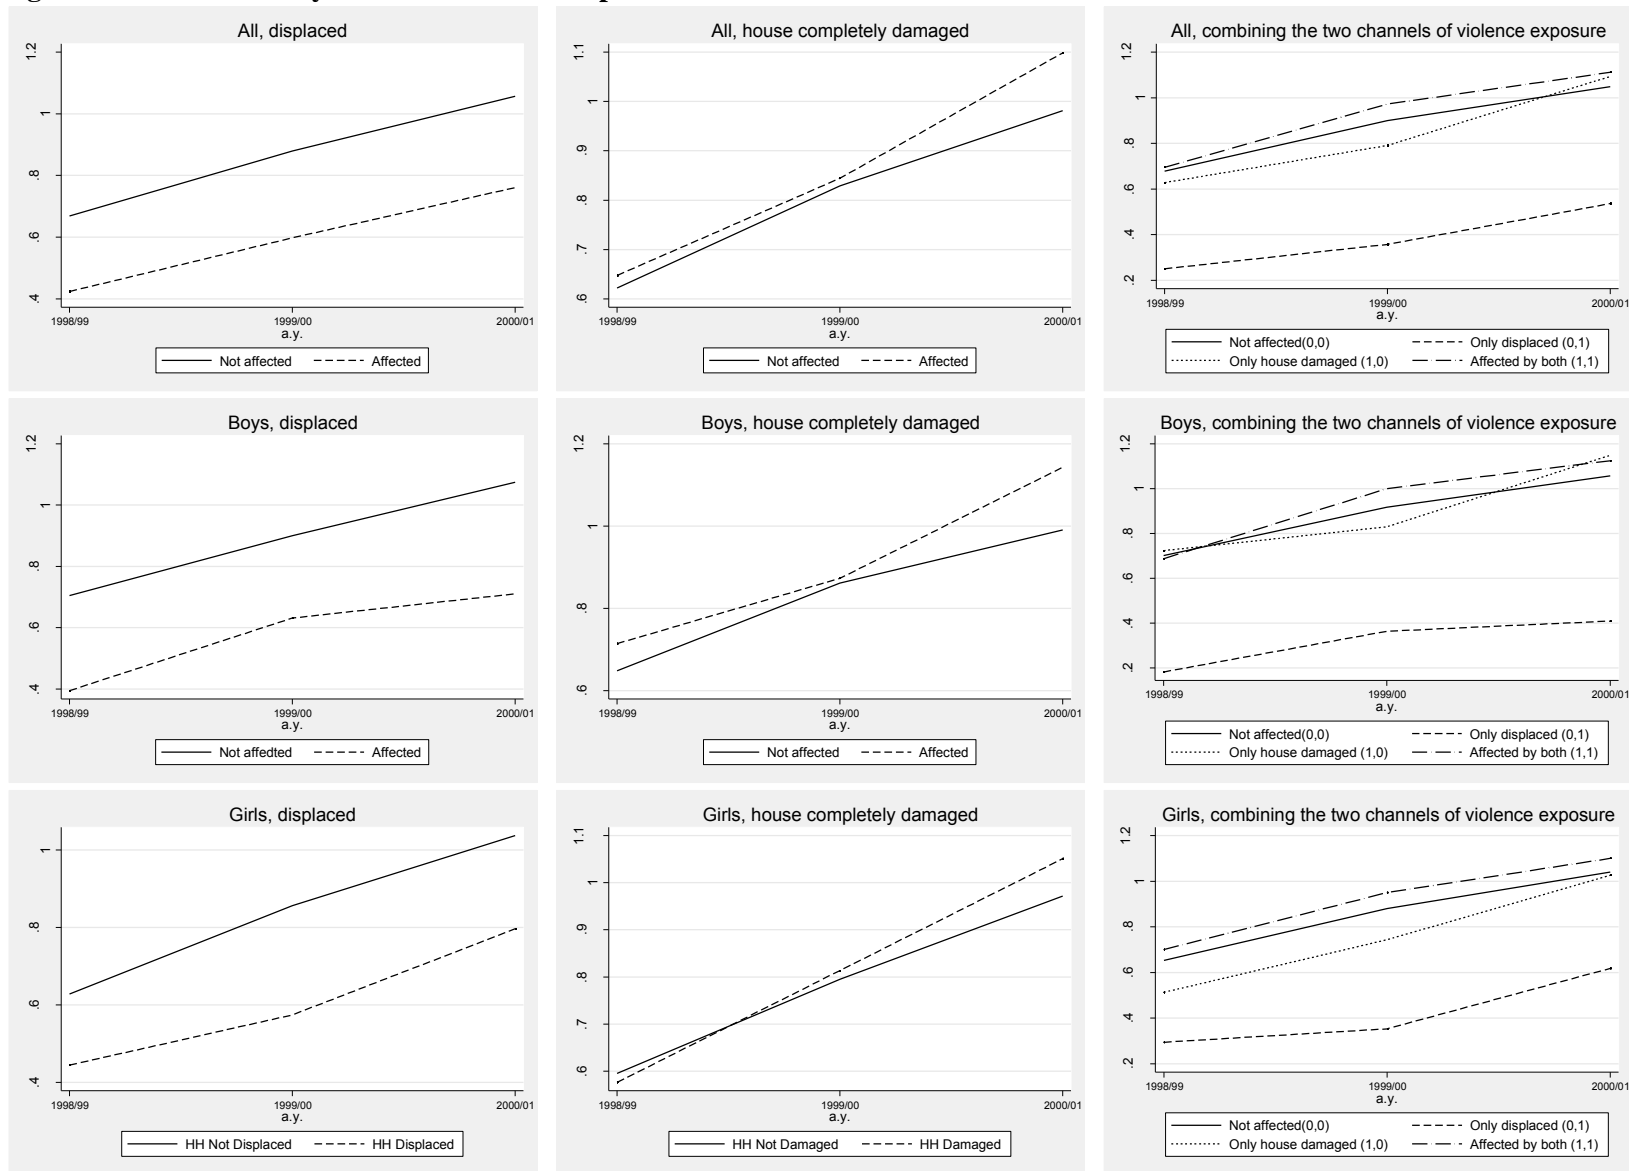 All, displaced
1.2
1
.8
.6
.4
1998/99 1999/00 2000/01
a.y.
Not affected Affected
All, house completely damaged
1.1
1
.9
.8
.7
.6
1998/99 1999/00 2000/01
a.y.
Not affected Affected
All, combining the two channels of violence exposure
1.2
1
.8
.6
.4
.2
1998/99 1999/00 2000/01
a.y.
Not affected(0,0) Only displaced (0,1)
Only house damaged (1,0) Affected by both (1,1)
Boys, displaced
1.2
1
.8
.6
.4
1998/99 1999/00 2000/01
a.y.
Not affedted Affected
Boys, house completely damaged
1.2
1
.8
.6
1998/99 1999/00 2000/01
a.y.
Not affected Affected
Boys, combining the two channels of violence exposure
1.2
1
.8
.6
.4
.2
1998/99 1999/00 2000/01
a.y.
Not affected(0,0) Only displaced (0,1)
Only house damaged (1,0) Affected by both (1,1)
Girls, displaced
1
.8
.6
.4
1998/99 1999/00 2000/01
a.y.
HH Not Displaced HH Displaced
Girls, house completely damaged
1.1
1
.9
.8
.7
.6
1998/99 1999/00 2000/01
a.y.
HH Not Damaged HH Damaged
Girls, combining the two channels of violence exposure
1.2
1
.8
.6
.4
.2
1998/99 1999/00 2000/01
a.y.
Not affected(0,0) Only displaced (0,1)
Only house damaged (1,0) Affected by both (1,1)